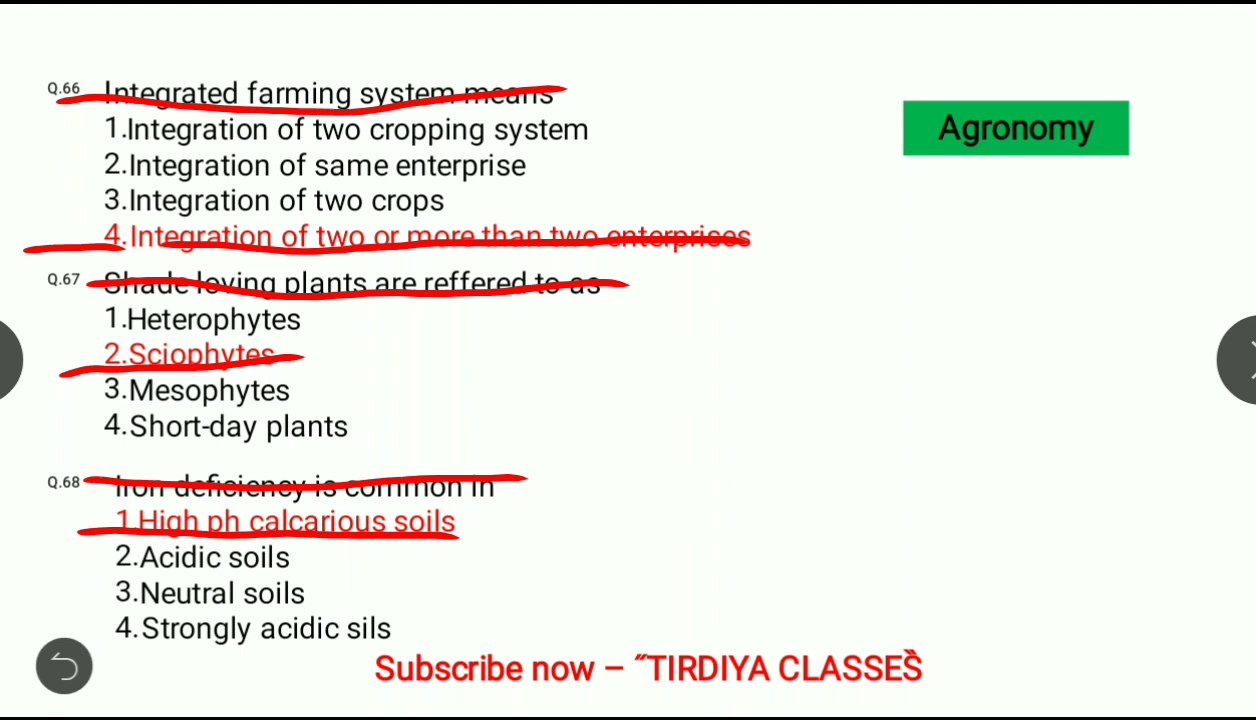 Q.66 Integrated farming system means
1.Integration of two cropping system
2.Integration of same enterprise
3.Integration of two crops
4.Integration of two or more than two enterprises
Agronomy
Q.67 Shade loving plants are reffered to as
1.Heterophytes
2.Sciophytes
3.Mesophytes
4.Short-day plants
Q.68 Iron deficiency is common in
1.High ph calcarious soils
2.Acidic soils
3.Neutral soils
4.Strongly acidic sils
Subscribe now – ˝TIRDIYA CLASSES̏